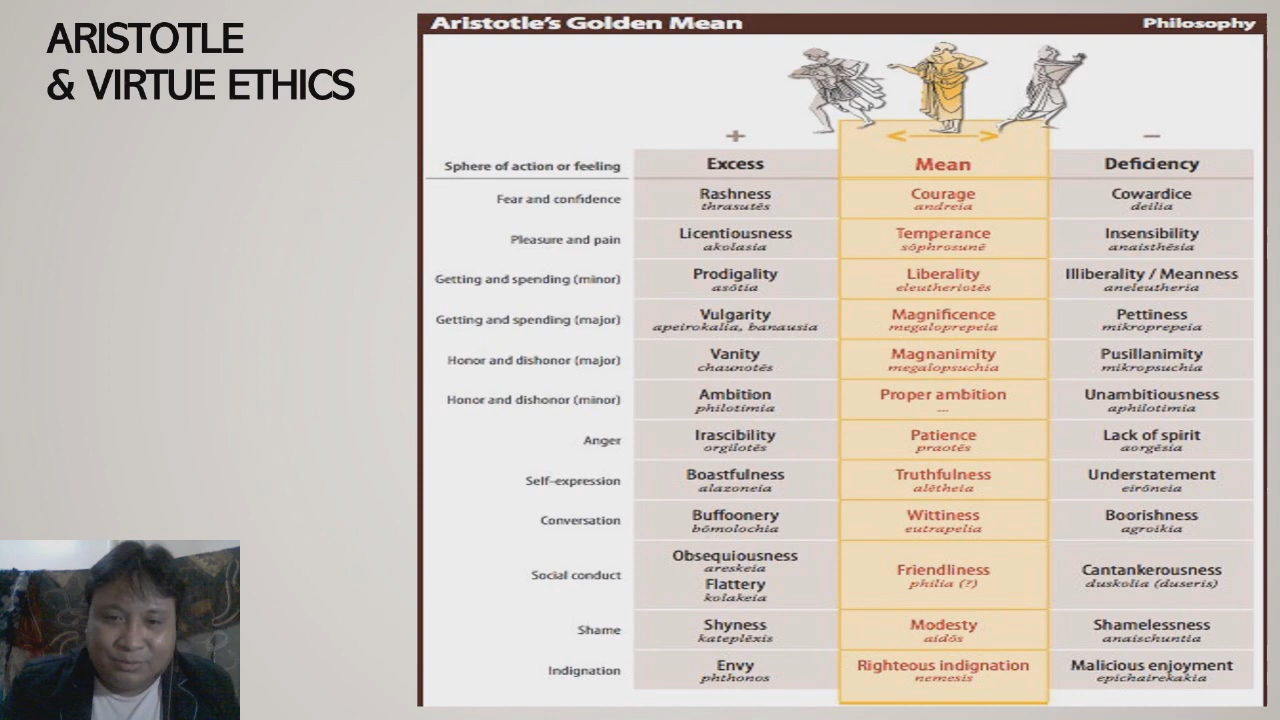 ARISTOTLE
& VIRTUE ETHICS
Aristotle's Golden Mean Philosophy
+ −
Sphere of action or feeling Excess Mean Deficiency
Fear and confidence Rashness Courage Cowardice
thrasutēs andreia deilia
Pleasure and pain Licentiousness Temperance Insensibility
akolasia sōphrosunē anaisthēsia
Getting and spending (minor) Prodigality Liberality Illiberality / Meanness
asōtia eleutheriotēs aneleutheria
Getting and spending (major) Vulgarity Magnificence Pettiness
apeirokalia, banausia megaloprepeia mikroprepeia
Honor and dishonor (major) Vanity Magnanimity Pusillanimity
chaunotēs megalopsuchia mikropsuchia
Honor and dishonor (minor) Ambition Proper ambition Unambitiousness
philotimia ... aphilotimia
Anger Irascibility Patience Lack of spirit
orgilotēs praotēs aorgēsia
Self-expression Boastfulness Truthfulness Understatement
alazoneia alētheia eirōneia
Conversation Buffoonery Wittiness Boorishness
bōmolochia eutrapelia agroikia
Social conduct Obsequiousness Friendliness Cantankerousness
areskeia philia (?) duskolia (duseris)
Flattery
kolakeia
Shame Shyness Modesty Shamelessness
kateplēxis aidōs anaischuntia
Indignation Envy Righteous indignation Malicious enjoyment
phthonos nemesis epichairekakia